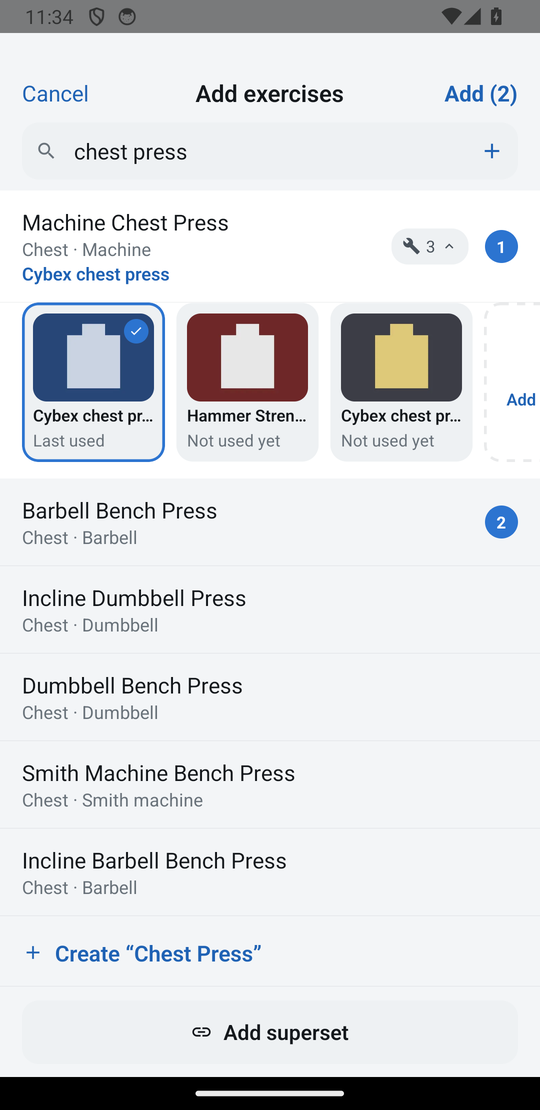 11:34
Cancel
Add exercises
Add (2)
chest press
Machine Chest Press
Chest · Machine
Cybex chest press
3
1
Cybex chest pr...
Last used
Hammer Stren...
Not used yet
Cybex chest pr...
Not used yet
Add
Barbell Bench Press
Chest · Barbell
2
Incline Dumbbell Press
Chest · Dumbbell
Dumbbell Bench Press
Chest · Dumbbell
Smith Machine Bench Press
Chest · Smith machine
Incline Barbell Bench Press
Chest · Barbell
+ Create “Chest Press”
Add superset